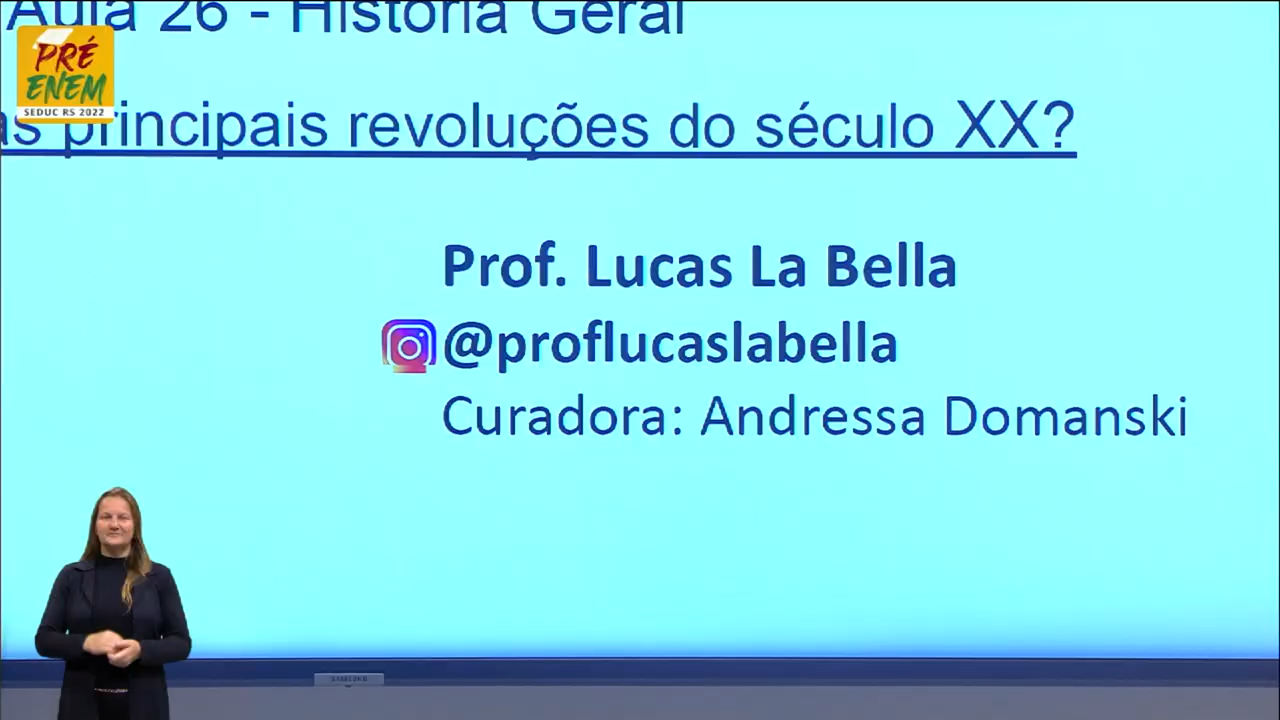 Aula 26 - História Geral
PRÉ
ENEM
SEDUC RS 2022
as principais revoluções do século XX?
Prof. Lucas La Bella
@proflucaslabella
Curadora: Andressa Domanski